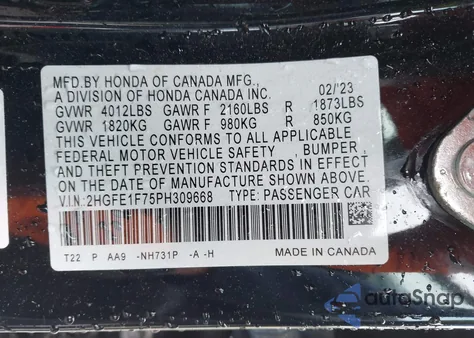 MFD.BY HONDA OF CANADA MFG.,
A DIVISION OF HONDA CANADA INC. 02/23
GVWR 4012LBS GAWR F 2160LBS R 1873LBS
GVWR 1820KG GAWR F 980KG R 850KG
THIS VEHICLE CONFORMS TO ALL APPLICABLE
FEDERAL MOTOR VEHICLE SAFETY , BUMPER ,
AND THEFT PREVENTION STANDARDS IN EFFECT
ON THE DATE OF MANUFACTURE SHOWN ABOVE.
V.I.N: 2HGFE1F75PH309668 TYPE: PASSENGER CAR
T22 P AA9 -NH731P -A -H MADE IN CANADA
autoSnap